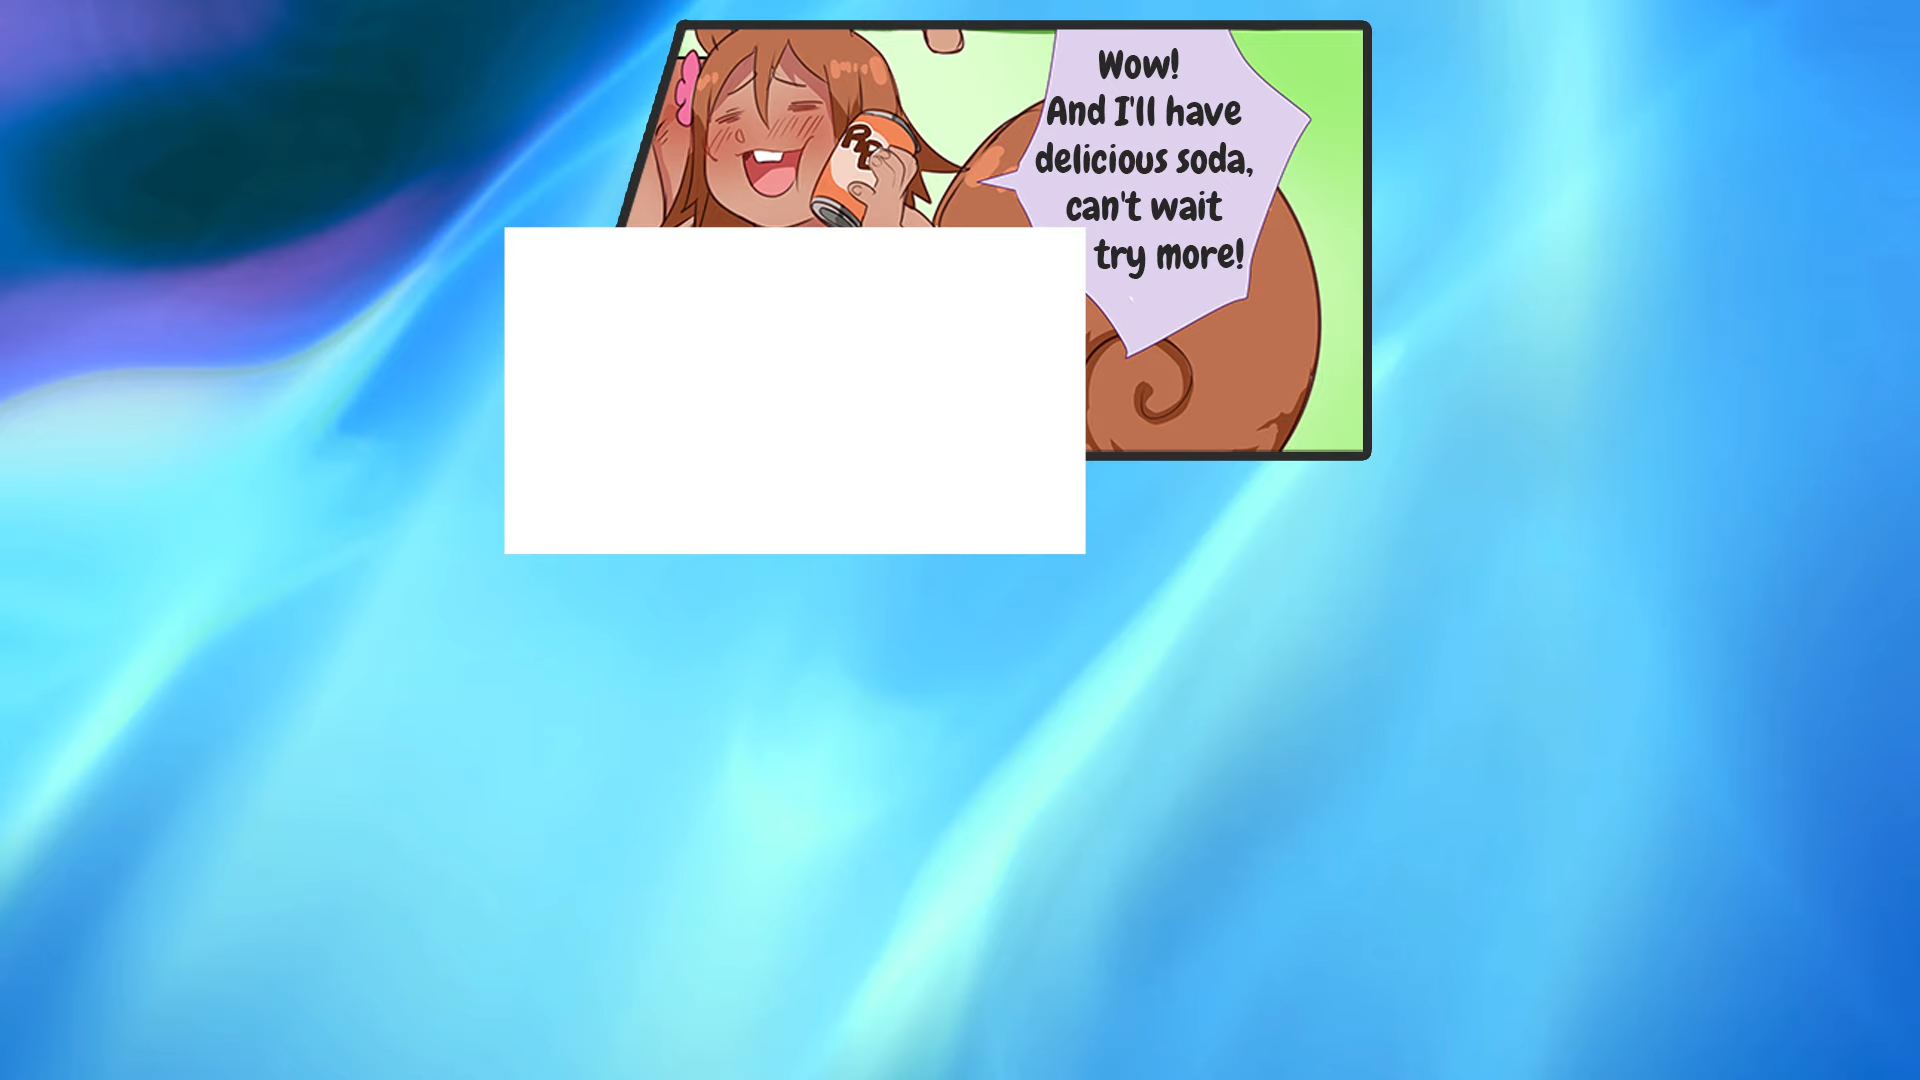 Wow!
And I'll have
delicious soda,
can't wait
try more!